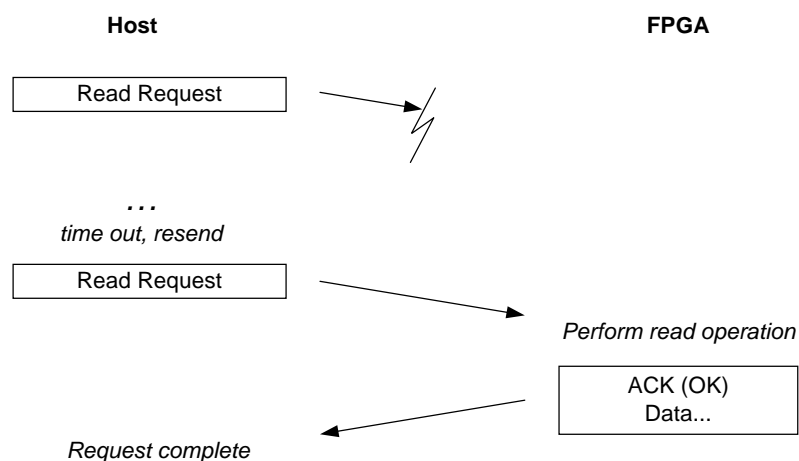 Host
FPGA
Read Request
...
time out, resend
Read Request
Perform read operation
ACK (OK)
Data...
Request complete